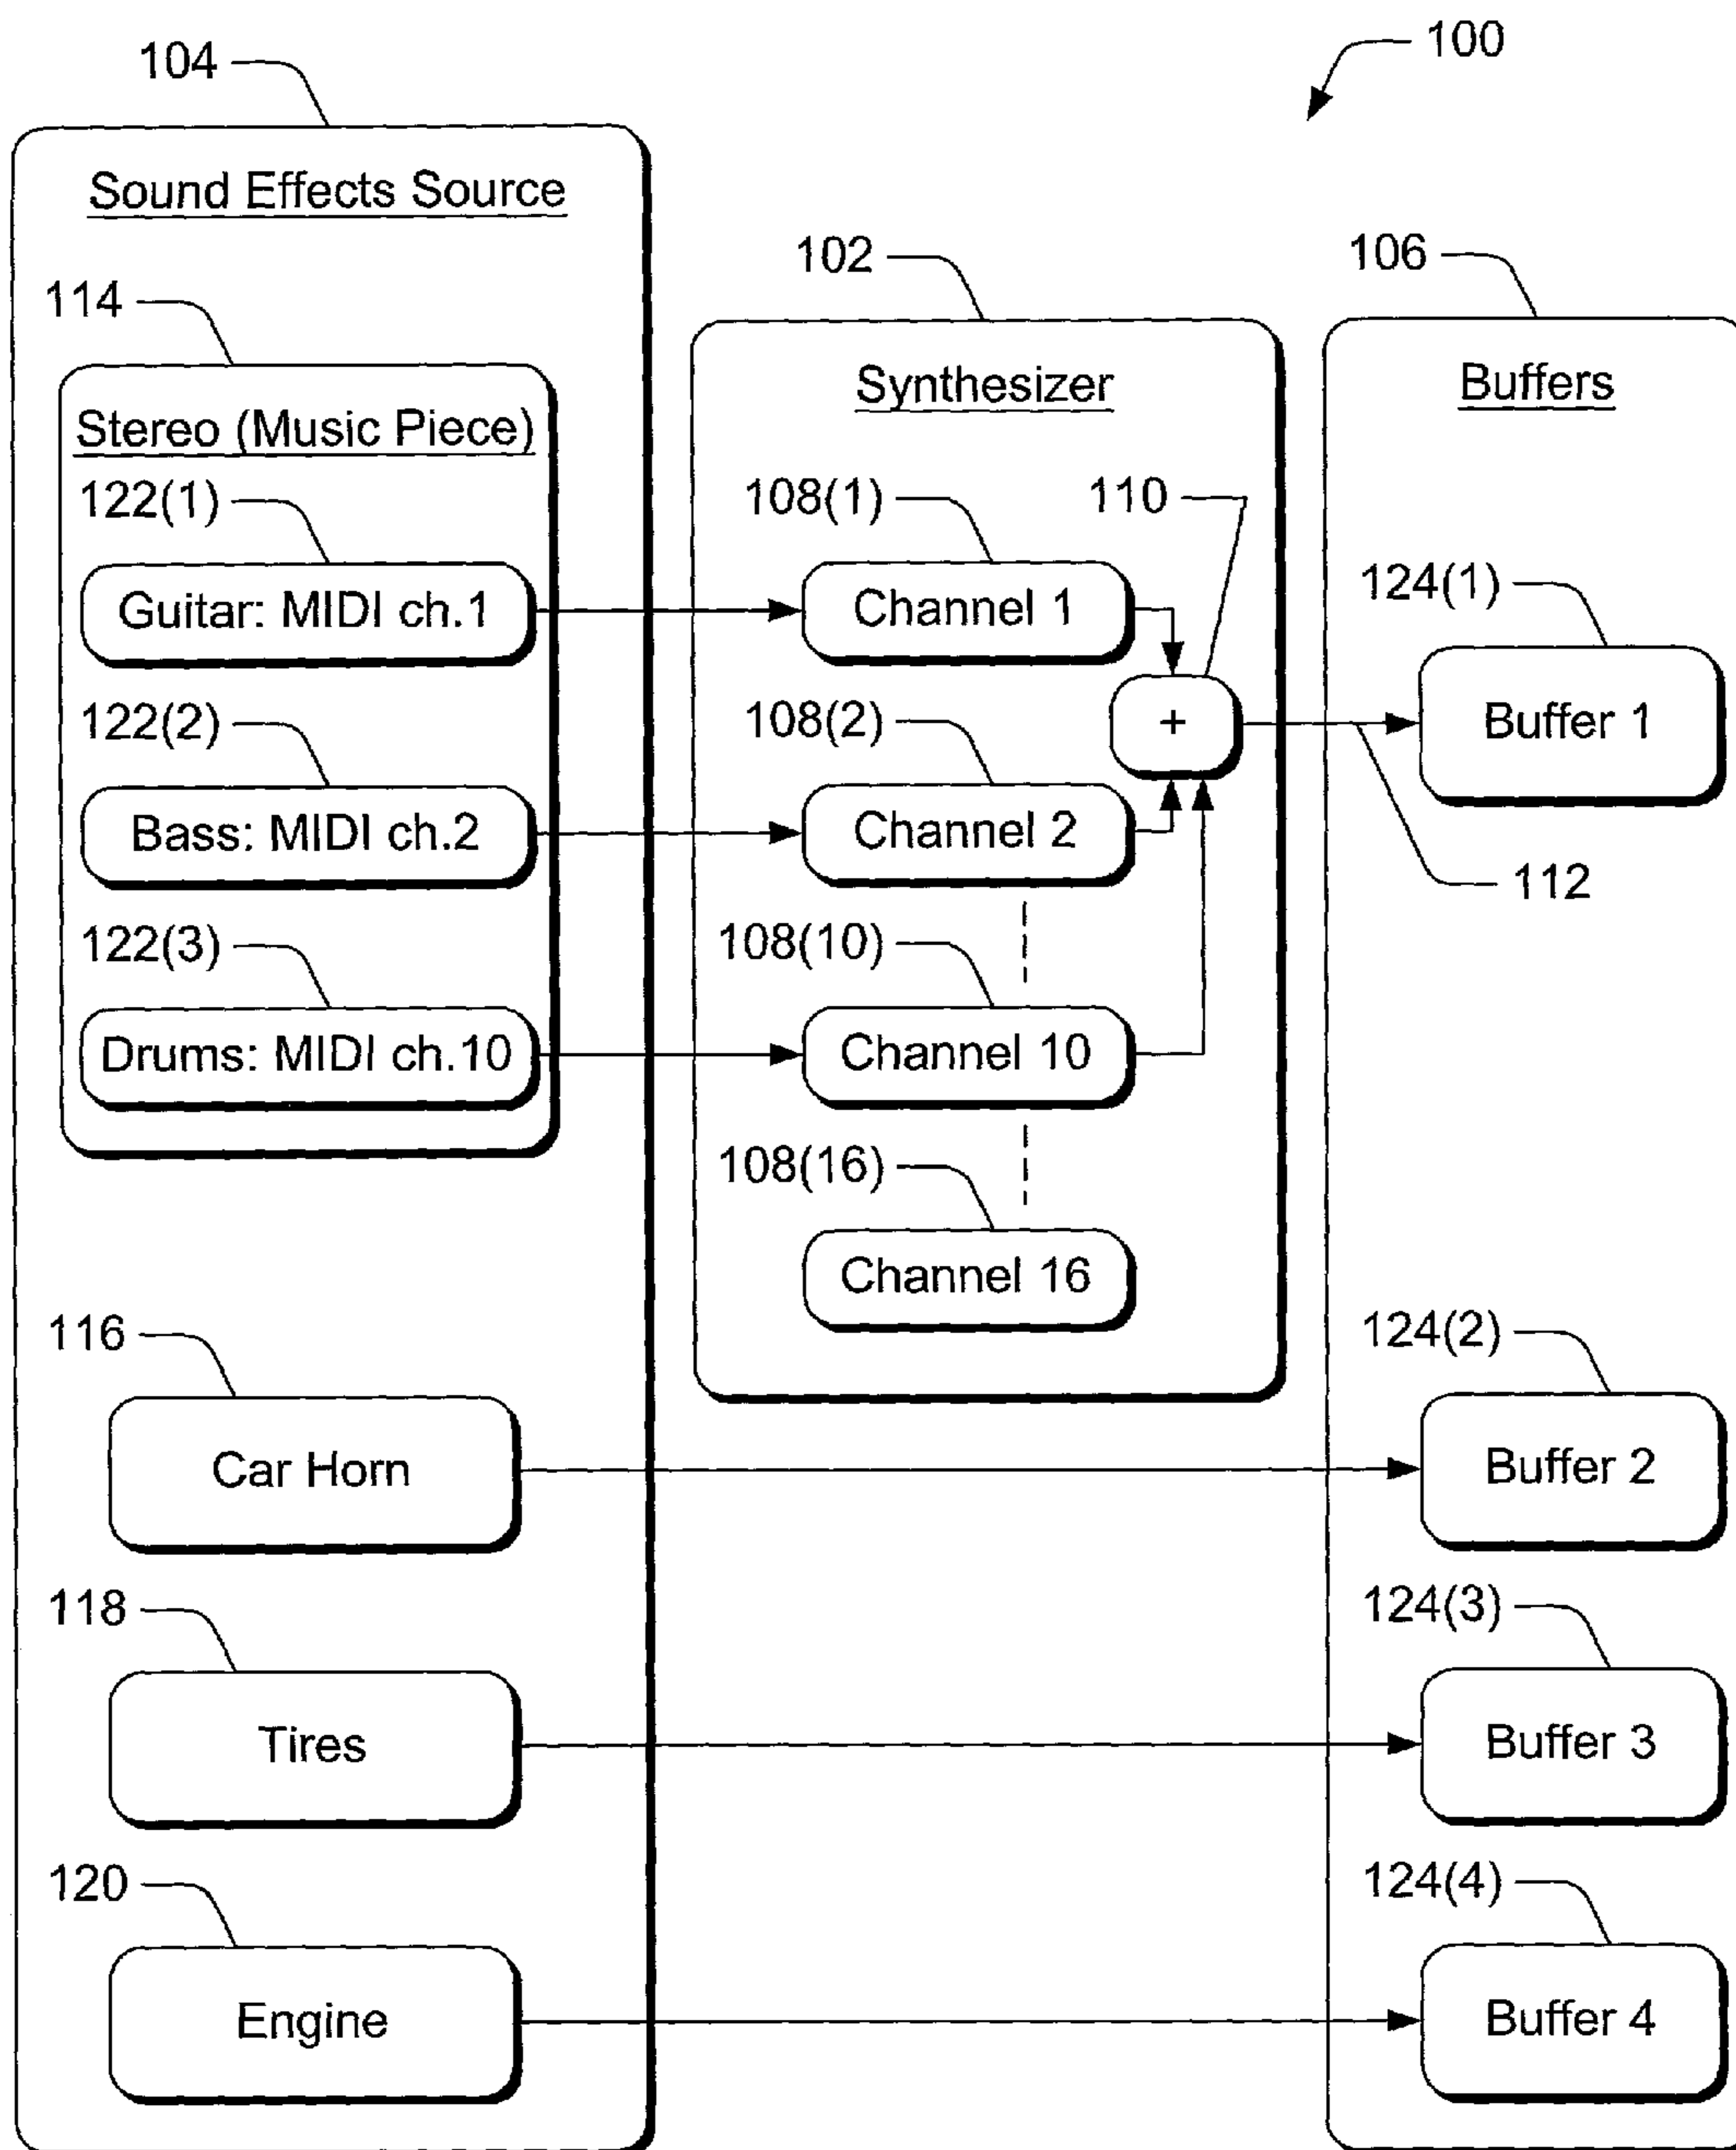 100
104
Sound Effects Source
102
106
114
Synthesizer
Buffers
Stereo (Music Piece)
122(1)
108(1)
110
124(1)
Guitar: MIDI ch.1
Channel 1
Buffer 1
+
122(2)
108(2)
Bass: MIDI ch.2
Channel 2
112
122(3)
108(10)
Drums: MIDI ch.10
Channel 10
108(16)
Channel 16
116
124(2)
Car Horn
Buffer 2
118
124(3)
Tires
Buffer 3
120
124(4)
Engine
Buffer 4